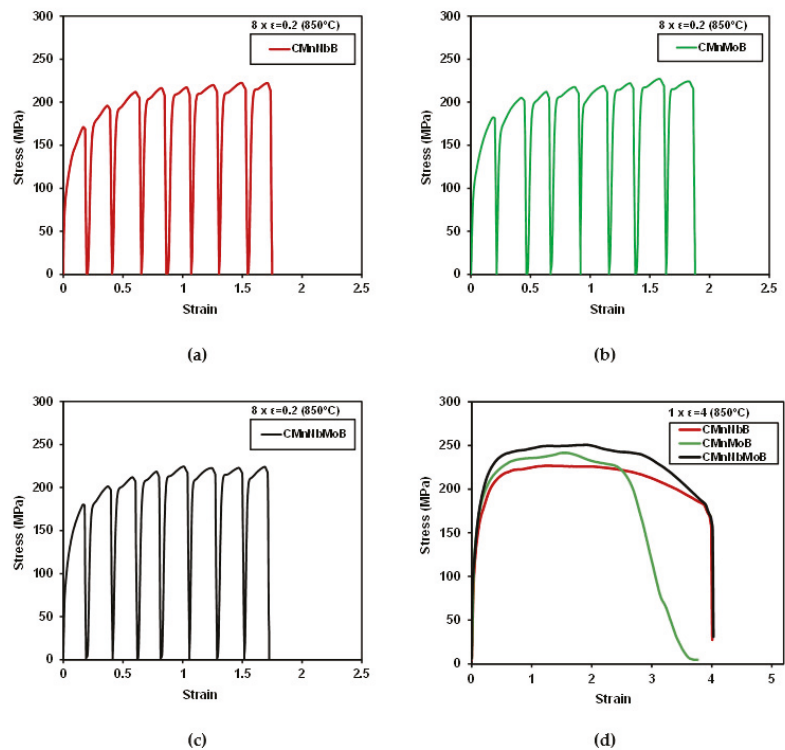 8 x ε=0.2 (850°C)
CMnNbB
300
250
200
150
100
50
0
Stress (MPa)
0 0.5 1 1.5 2 2.5
Strain
(a)
8 x ε=0.2 (850°C)
CMnMoB
300
250
200
150
100
50
0
Stress (MPa)
0 0.5 1 1.5 2 2.5
Strain
(b)
8 x ε=0.2 (850°C)
CMnNbMoB
300
250
200
150
100
50
0
Stress (MPa)
0 0.5 1 1.5 2 2.5
Strain
(c)
1 x ε=4 (850°C)
CMnNbB
CMnMoB
CMnNbMoB
300
250
200
150
100
50
0
Stress (MPa)
0 1 2 3 4 5
Strain
(d)